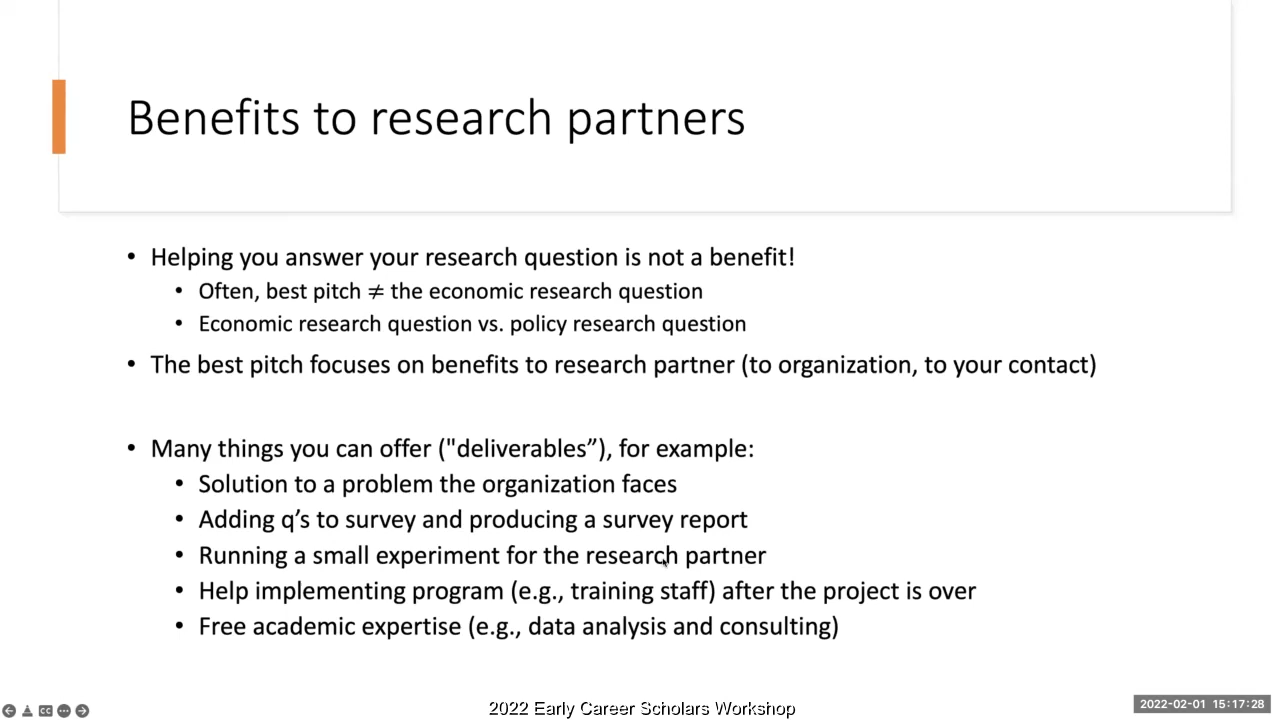 Benefits to research partners
• Helping you answer your research question is not a benefit!
• Often, best pitch ≠ the economic research question
• Economic research question vs. policy research question
• The best pitch focuses on benefits to research partner (to organization, to your contact)
• Many things you can offer ("deliverables”), for example:
• Solution to a problem the organization faces
• Adding q’s to survey and producing a survey report
• Running a small experiment for the research partner
• Help implementing program (e.g., training staff) after the project is over
• Free academic expertise (e.g., data analysis and consulting)
CC
2022 Early Career Scholars Workshop
2022-02-01 15:17:28